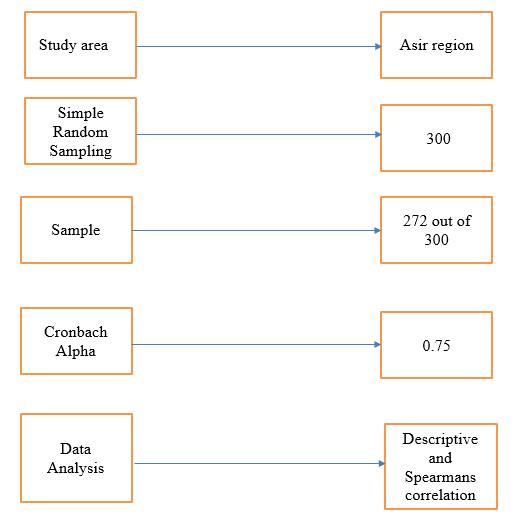 Study area
Asir region
Simple
Random
Sampling
300
Sample
272 out of
300
Cronbach
Alpha
0.75
Data
Analysis
Descriptive
and
Spearmans
correlation